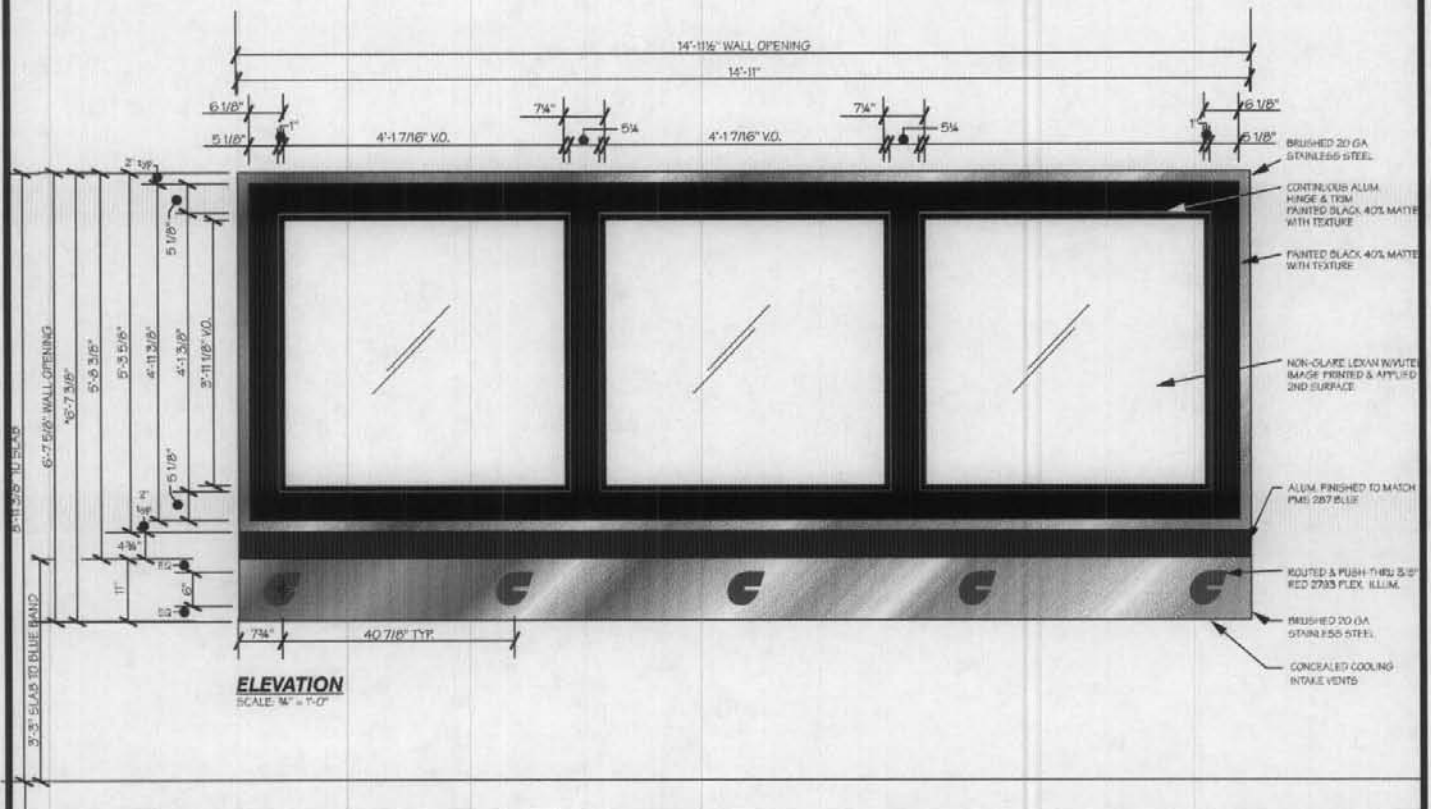 14'-11½" WALL OPENING
14'-11"
6 1/8"
7¼"
7¼"
6 1/8"
5 1/8"
1"
4'-1 7/16" V.O.
5¼
4'-1 7/16" V.O.
5¼
1"
5 1/8"
BRUSHED 20 GA
STAINLESS STEEL
CONTINUOUS ALUM.
HINGE & TRIM
PAINTED BLACK 40% MATTE
WITH TEXTURE
PAINTED BLACK 40% MATTE
WITH TEXTURE
NON-GLARE LEXAN W/VUTE
IMAGE PRINTED & APPLIED
2ND SURFACE
ALUM. FINISHED TO MATCH
PMS 287 BLUE
ROUTED & PUSH-THRU 3/8"
RED 2793 PLEX. ILLUM.
BRUSHED 20 GA
STAINLESS STEEL
CONCEALED COOLING
INTAKE VENTS
8'-11 3/8" TO SLAB
3'-3" SLAB TO BLUE BAND
6'-7 5/8" WALL OPENING
6'-7 3/8"
5'-8 3/8"
5'-3 5/8"
4'-11 3/8"
4'-1 3/8"
3'-11 1/8" V.O.
5 1/8"
5 1/8"
4-¾"
11"
EQ
6"
EQ
7¾"
40 7/8" TYP.
ELEVATION
SCALE: ¾" = 1'-0"